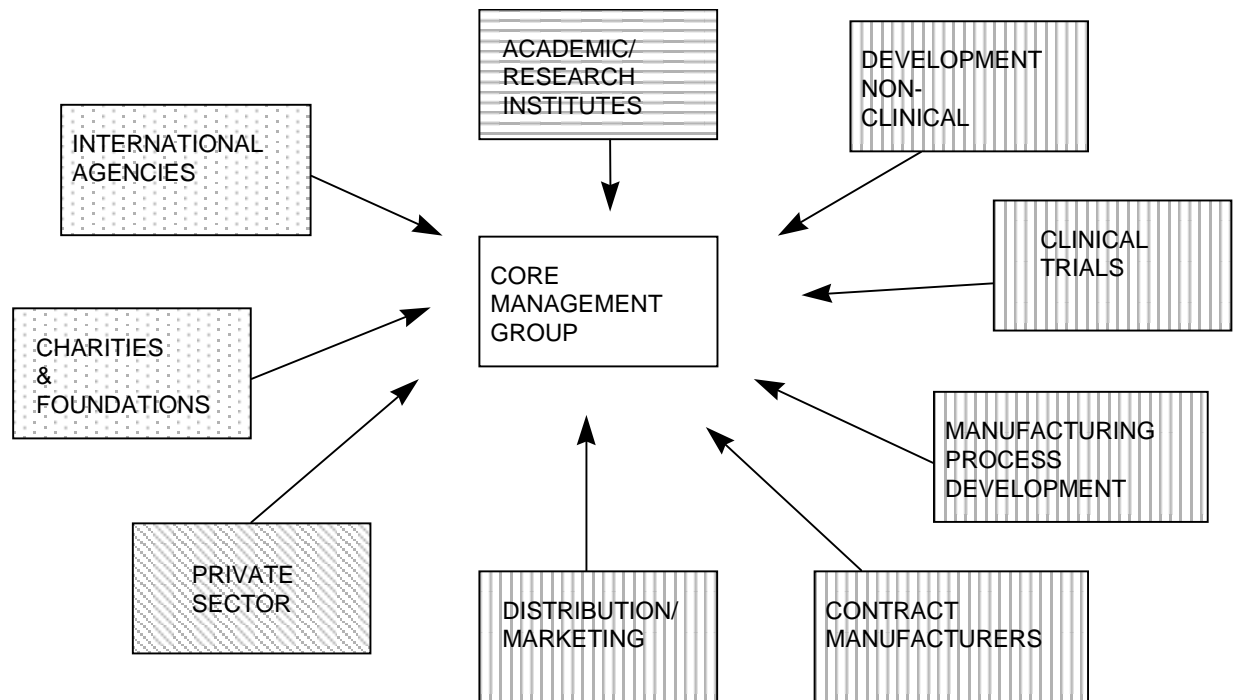 ACADEMIC/
RESEARCH
INSTITUTES
DEVELOPMENT
NON-
CLINICAL
INTERNATIONAL
AGENCIES
CLINICAL
TRIALS
CORE
MANAGEMENT
GROUP
CHARITIES
&
FOUNDATIONS
MANUFACTURING
PROCESS
DEVELOPMENT
PRIVATE
SECTOR
DISTRIBUTION/
MARKETING
CONTRACT
MANUFACTURERS